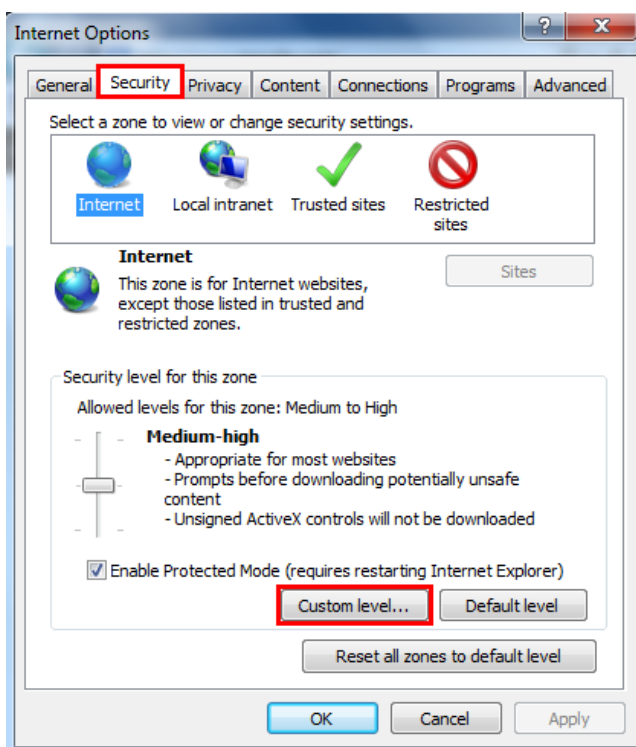 Internet Options
?
X
General Security Privacy Content Connections Programs Advanced
Select a zone to view or change security settings.
Internet Local intranet Trusted sites Restricted
sites
Internet
Sites
This zone is for Internet websites,
except those listed in trusted and
restricted zones.
Security level for this zone
Allowed levels for this zone: Medium to High
Medium-high
- Appropriate for most websites
- Prompts before downloading potentially unsafe
content
- Unsigned ActiveX controls will not be downloaded
Enable Protected Mode (requires restarting Internet Explorer)
Custom level... Default level
Reset all zones to default level
OK Cancel Apply